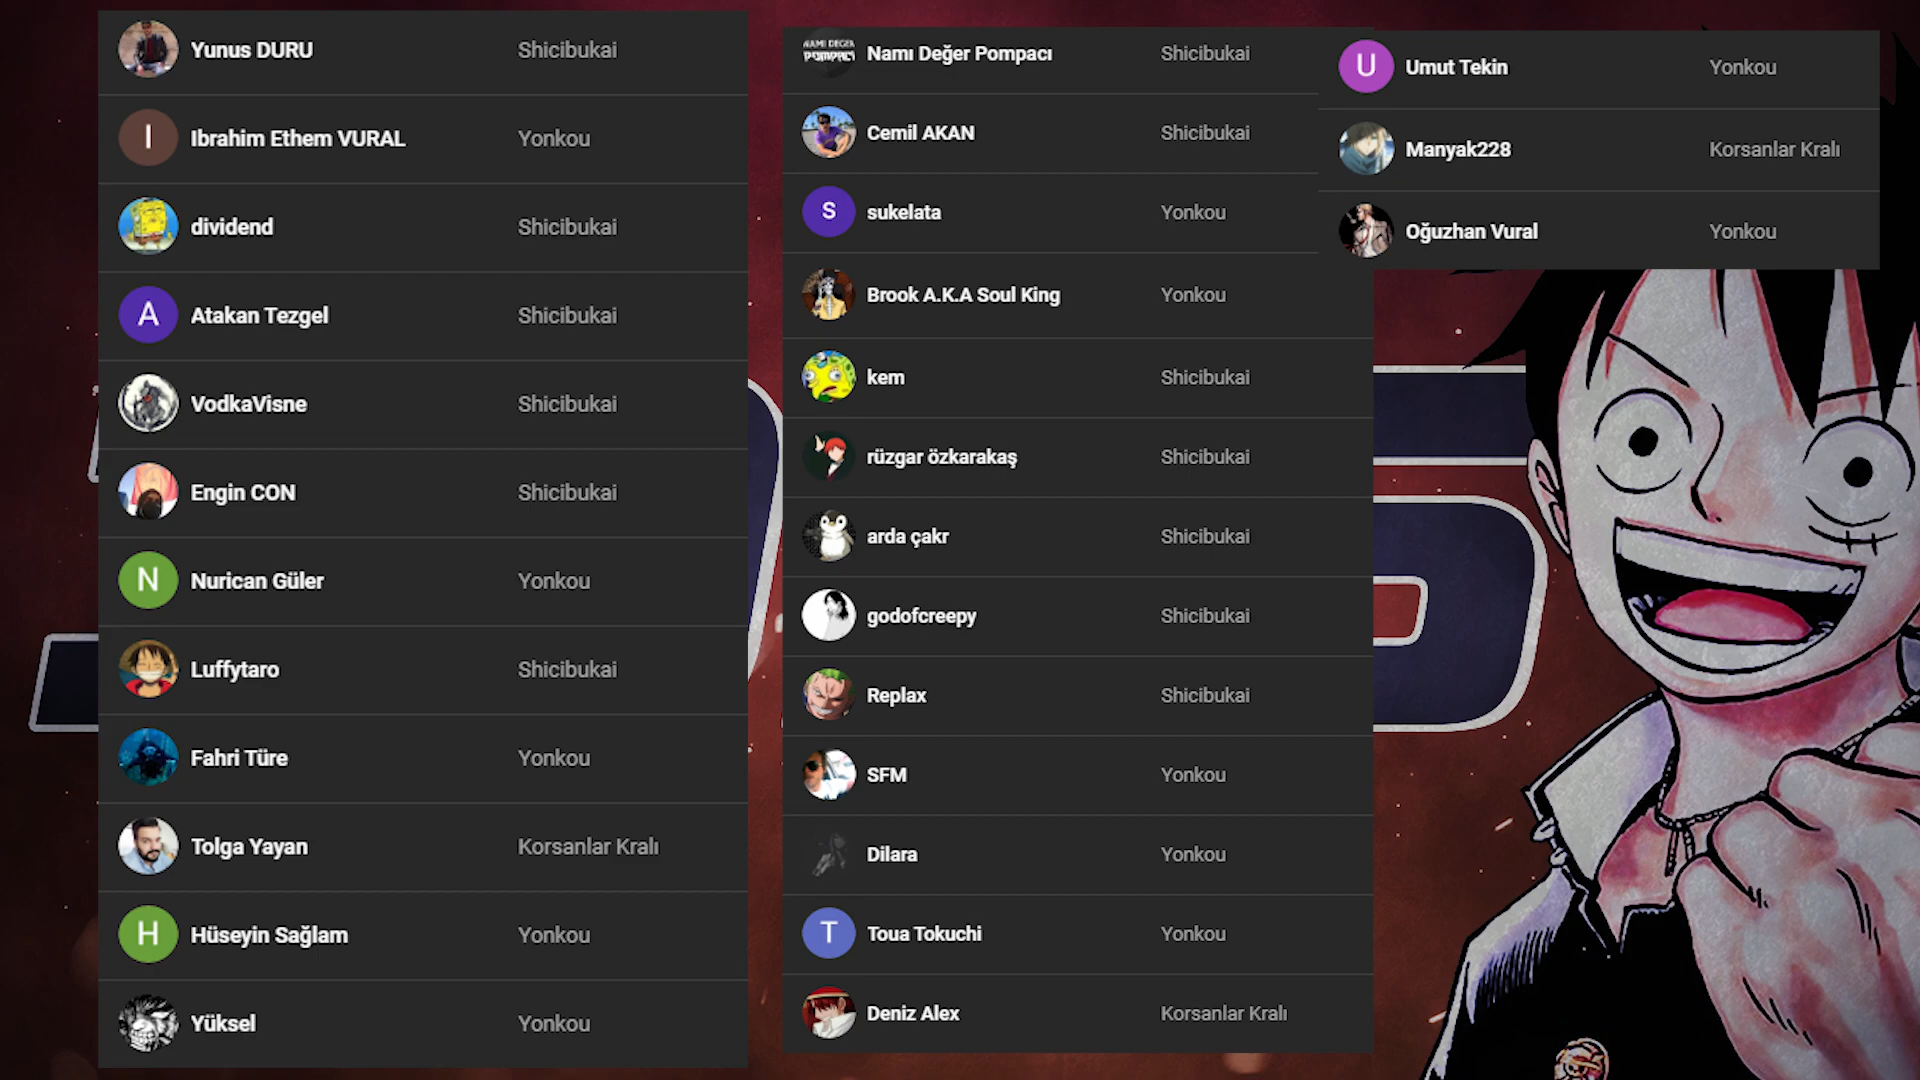 Yunus DURU Shicibukai
I
Ibrahim Ethem VURAL Yonkou
dividend Shicibukai
A
Atakan Tezgel Shicibukai
VodkaVisne Shicibukai
Engin CON Shicibukai
N
Nurican Güler Yonkou
Luffytaro Shicibukai
Fahri Türe Yonkou
Tolga Yayan Korsanlar Kralı
H
Hüseyin Sağlam Yonkou
Yüksel Yonkou
NAMI DEĞER
POMPACI
Namı Değer Pompacı Shicibukai
Cemil AKAN Shicibukai
S
sukelata Yonkou
Brook A.K.A Soul King Yonkou
kem Shicibukai
rüzgar özkarakaş Shicibukai
arda çakr Shicibukai
godofcreepy Shicibukai
Replax Shicibukai
SFM Yonkou
Dilara Yonkou
T
Toua Tokuchi Yonkou
Deniz Alex Korsanlar Kralı
U
Umut Tekin Yonkou
Manyak228 Korsanlar Kralı
Oğuzhan Vural Yonkou